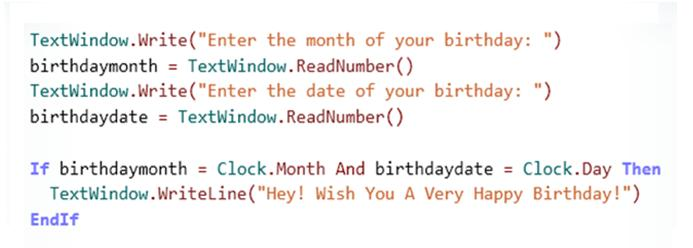 TextWindow.Write("Enter the month of your birthday: ")
birthdaymonth = TextWindow.ReadNumber()
TextWindow.Write("Enter the date of your birthday: ")
birthdaydate = TextWindow.ReadNumber()
If birthdaymonth = Clock.Month And birthdaydate = Clock.Day Then
TextWindow.WriteLine("Hey! Wish You A Very Happy Birthday!")
EndIf